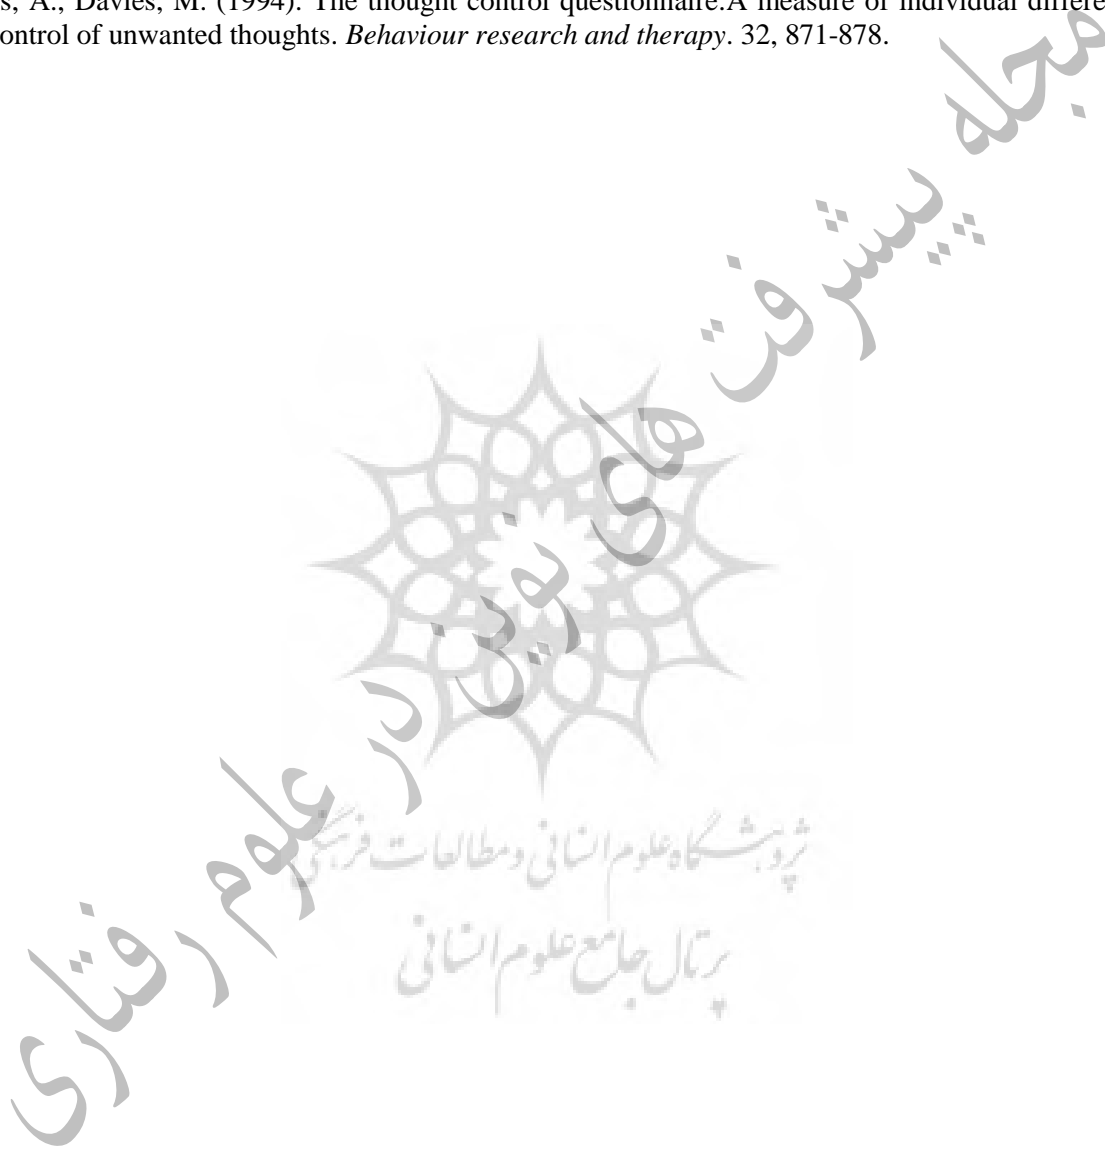 s, A., Davies, M. (1994). The thought control questionnaire.A measure of individual differe
ontrol of unwanted thoughts. Behaviour research and therapy. 32, 871-878.
مجله پیشرفت های نوین در علوم رفتاری
پژوهشگاه علوم انسانی و مطالعات فرهنگی
پرتال جامع علوم انسانی